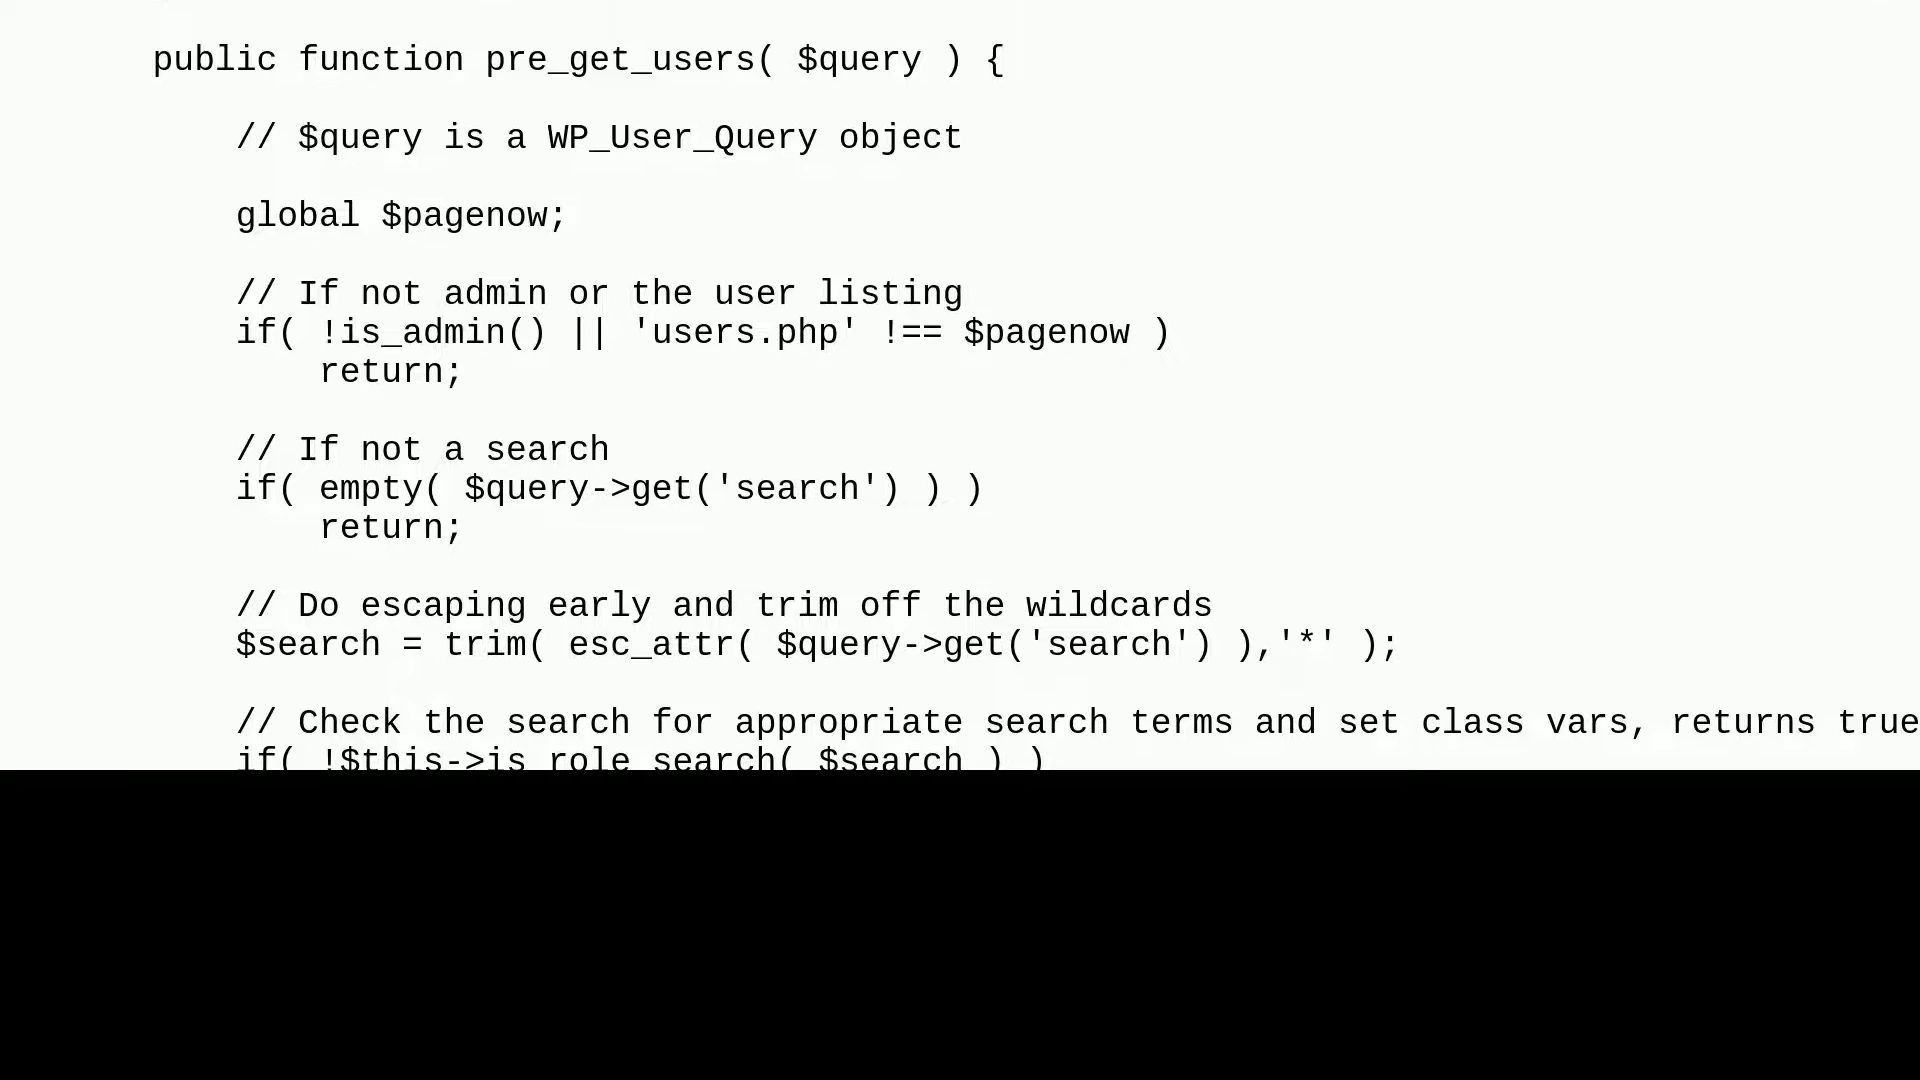 public function pre_get_users( $query ) {
// $query is a WP_User_Query object
global $pagenow;
// If not admin or the user listing
if( !is_admin() || 'users.php' !== $pagenow )
return;
// If not a search
if( empty( $query->get('search') ) )
return;
// Do escaping early and trim off the wildcards
$search = trim( esc_attr( $query->get('search') ),'*' );
// Check the search for appropriate search terms and set class vars, returns true
if( !$this->is_role_search( $search ) )